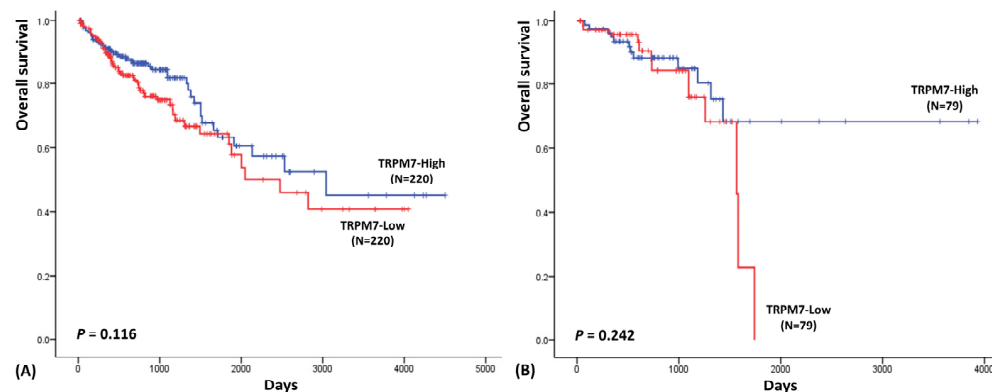 Overall survival
1.0
0.8
0.6
0.4
0.2
0.0
TRPM7-High
(N=220)
TRPM7-Low
(N=220)
P = 0.116
0
1000
2000
3000
4000
5000
(A)
Days
Overall survival
1.0
0.8
0.6
0.4
0.2
0.0
TRPM7-High
(N=79)
TRPM7-Low
(N=79)
P = 0.242
0
1000
2000
3000
4000
(B)
Days